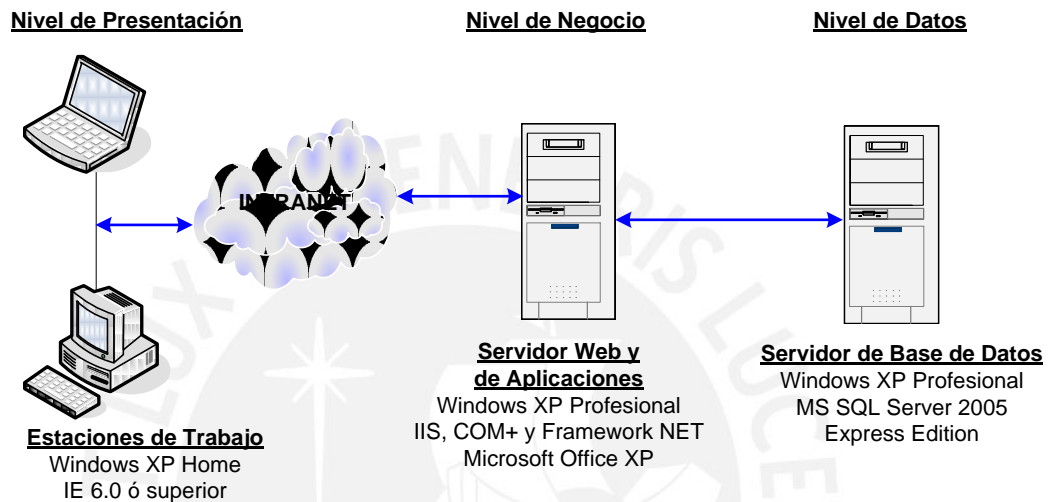 Nivel de Presentación
Nivel de Negocio
Nivel de Datos
INTRANET
Servidor Web y
de Aplicaciones
Windows XP Profesional
IIS, COM+ y Framework NET
Microsoft Office XP
Servidor de Base de Datos
Windows XP Profesional
MS SQL Server 2005
Express Edition
Estaciones de Trabajo
Windows XP Home
IE 6.0 ó superior